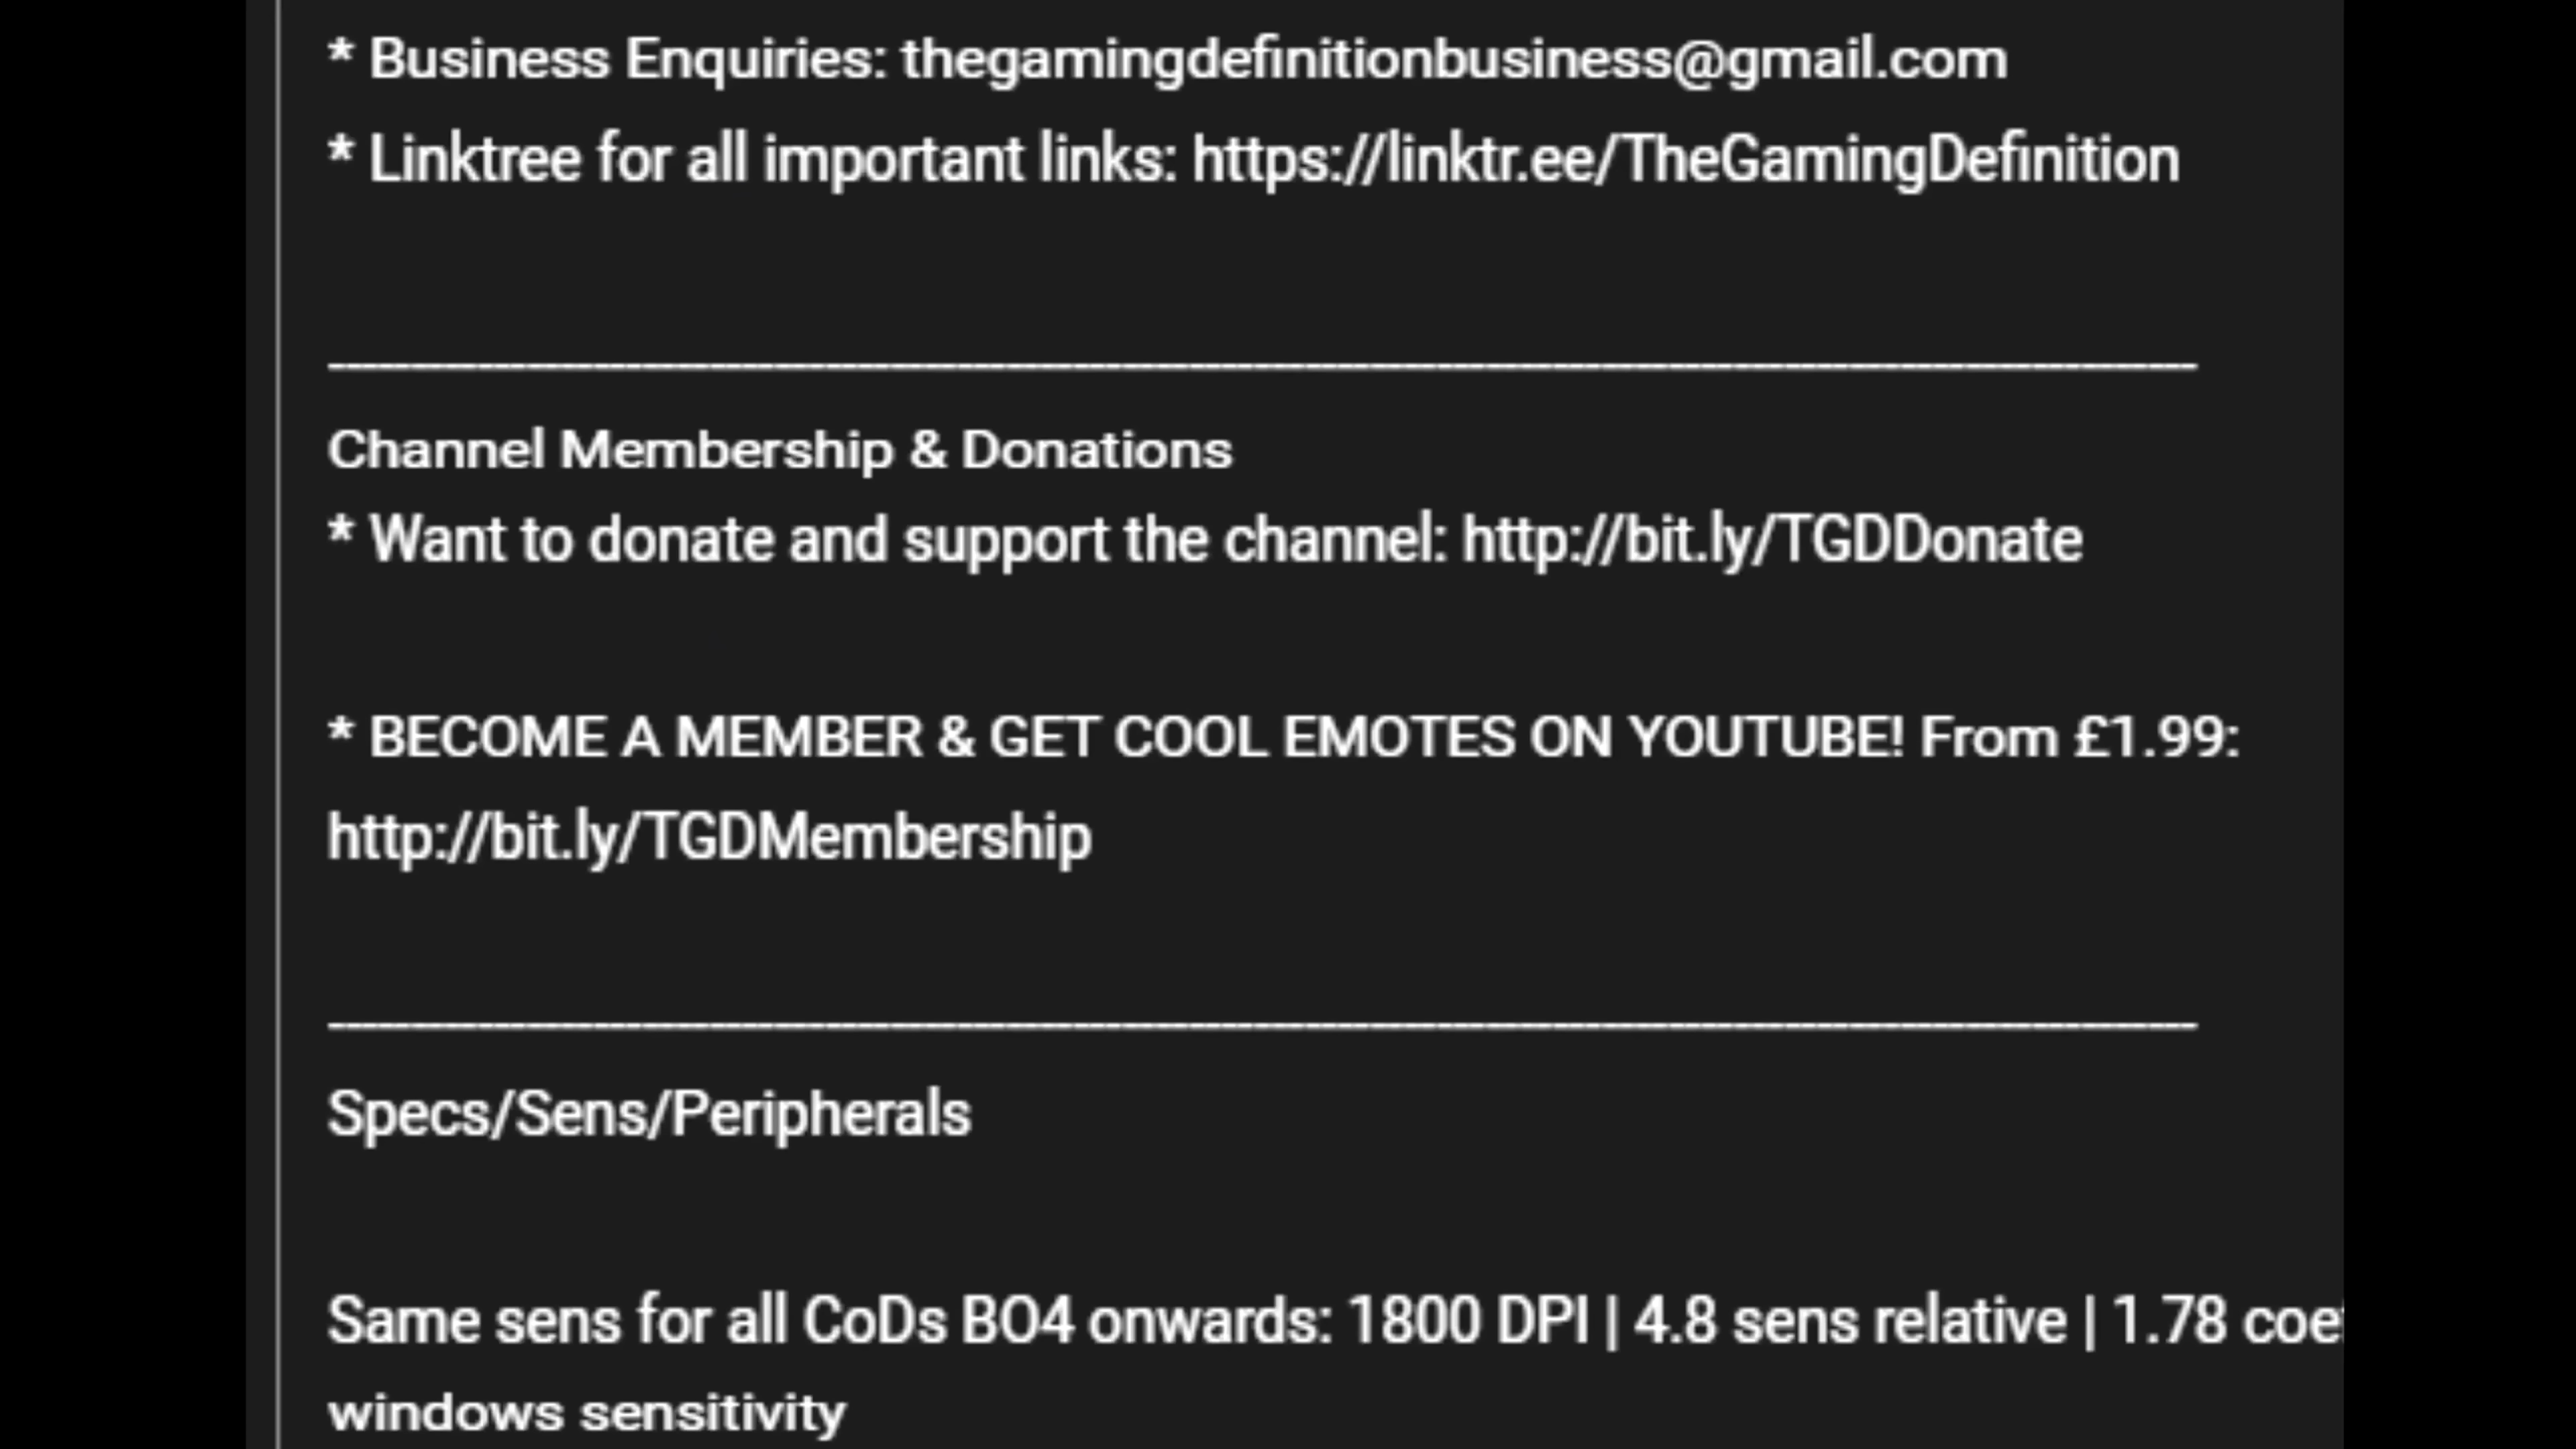 * Business Enquiries: thegamingdefinitionbusiness@gmail.com
* Linktree for all important links: https://linktr.ee/TheGamingDefinition
Channel Membership & Donations
* Want to donate and support the channel: http://bit.ly/TGDDonate
* BECOME A MEMBER & GET COOL EMOTES ON YOUTUBE! From £1.99:
http://bit.ly/TGDMembership
Specs/Sens/Peripherals
Same sens for all CoDs BO4 onwards: 1800 DPI | 4.8 sens relative | 1.78
windows sensitivity